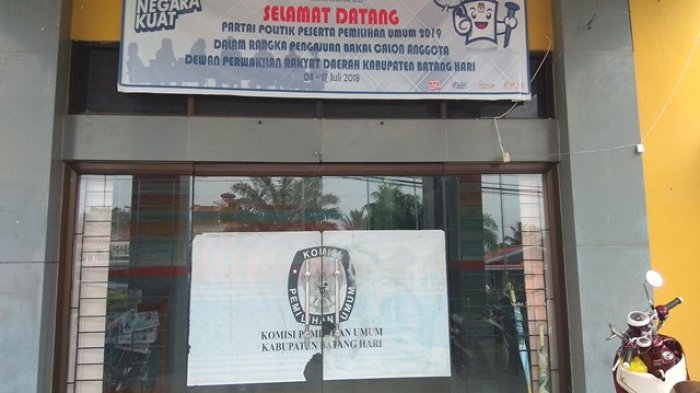 NEGARA
KUAT
SELAMAT DATANG
PARTAI POLITIK PESERTA PEMILIHAN UMUM 2019
DALAM RANGKA PENGAJUAN BAKAL CALON ANGGOTA
DEWAN PERWAKILAN RAKYAT DAERAH KABUPATEN BATANG HARI
04 - 17 Juli 2018
KOMISI
PEMILIHAN UMUM
KOMISI PEMILIHAN UMUM
KABUPATEN BATANG HARI